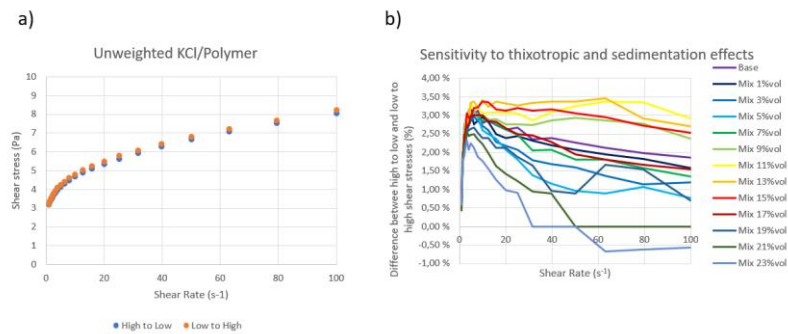 a)
Unweighted KCl/Polymer
Shear stress (Pa)
10
9
8
7
6
5
4
3
2
1
0
0 20 40 60 80 100
Shear Rate (s-1)
High to Low Low to High
b)
Sensitivity to thixotropic and sedimentation effects
Differernce betwee high to low and low to
high shear stresses (%)
4,00 %
3,50 %
3,00 %
2,50 %
2,00 %
1,50 %
1,00 %
0,50 %
0,00 %
-0,50 %
-1,00 %
0 20 40 60 80 100
Shear Rate (s-1)
Base
Mix 1%vol
Mix 3%vol
Mix 5%vol
Mix 7%vol
Mix 9%vol
Mix 11%vol
Mix 13%vol
Mix 15%vol
Mix 17%vol
Mix 19%vol
Mix 21%vol
Mix 23%vol